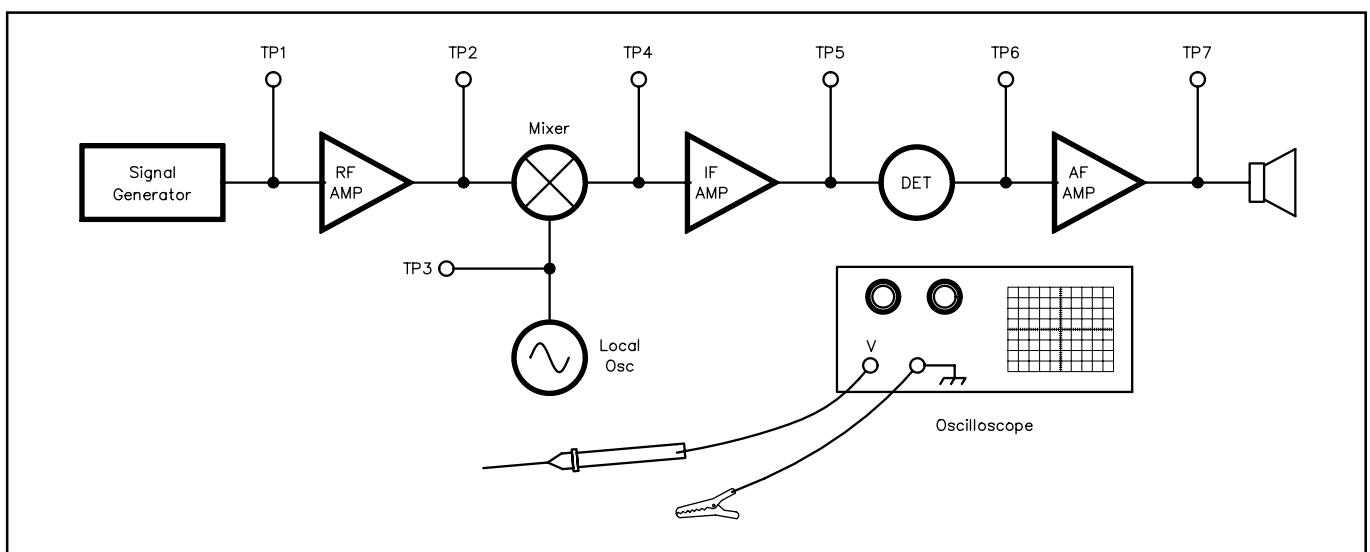 TP1
TP2
TP4
TP5
TP6
TP7
Mixer
Signal
Generator
RF
AMP
IF
AMP
DET
AF
AMP
TP3
Local
Osc
V
Oscilloscope